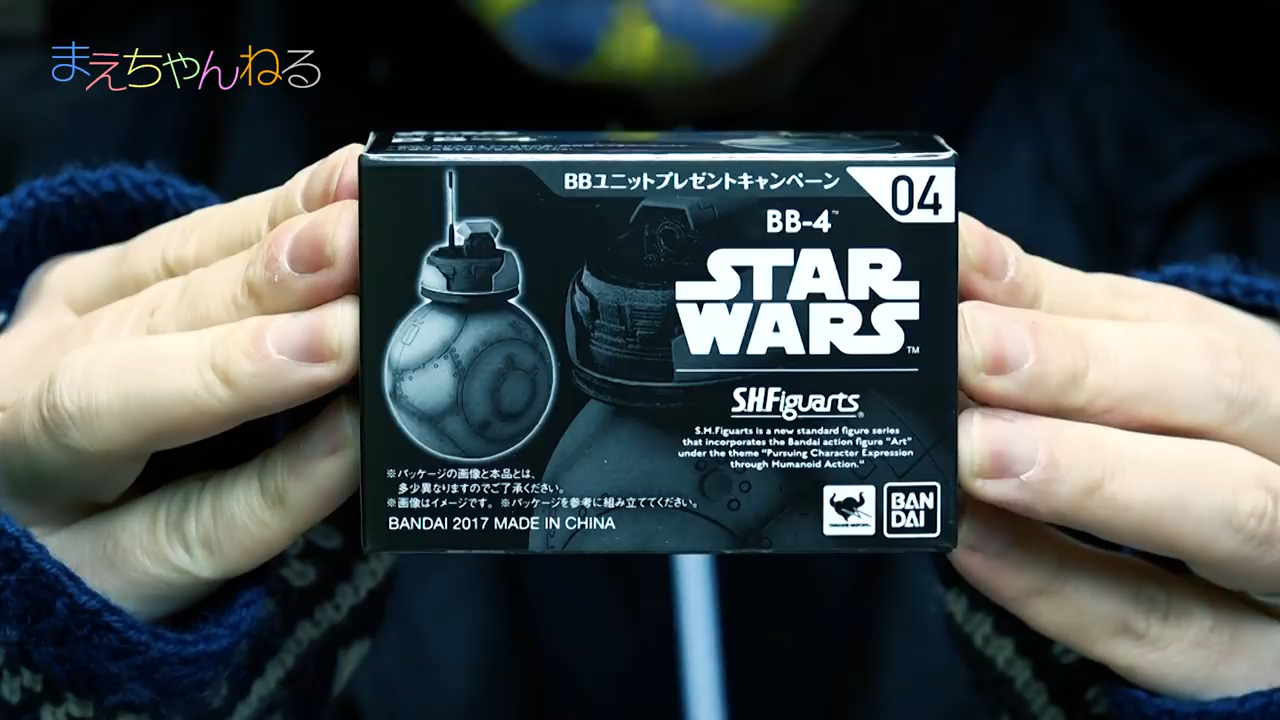 まえちゃんねる
BBユニットプレゼントキャンペーン
04
BB-4™
STAR
WARS™
S.H.Figuarts®
S.H.Figuarts is a new standard figure series
that incorporates the Bandai action figure "Art"
under the theme "Pursuing Character Expression
through Humanoid Action."
※パッケージの画像と本品とは、
多少異なりますのでご了承ください。
※画像はイメージです。 ※パッケージを参考に組み立ててください。
BANDAI 2017 MADE IN CHINA
BAN
DAI